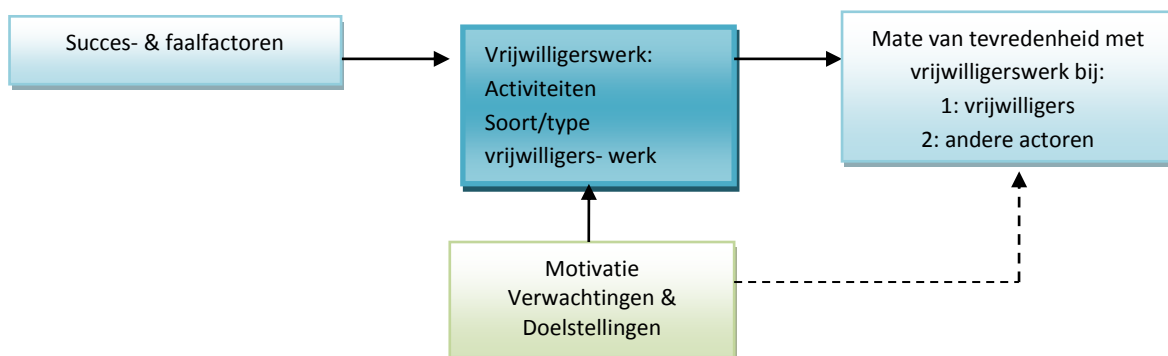 Succes- & faalfactoren
Vrijwilligerswerk:
Activiteiten
Soort/type
vrijwilligers- werk
Mate van tevredenheid met
vrijwilligerswerk bij:
1: vrijwilligers
2: andere actoren
Motivatie
Verwachtingen &
Doelstellingen